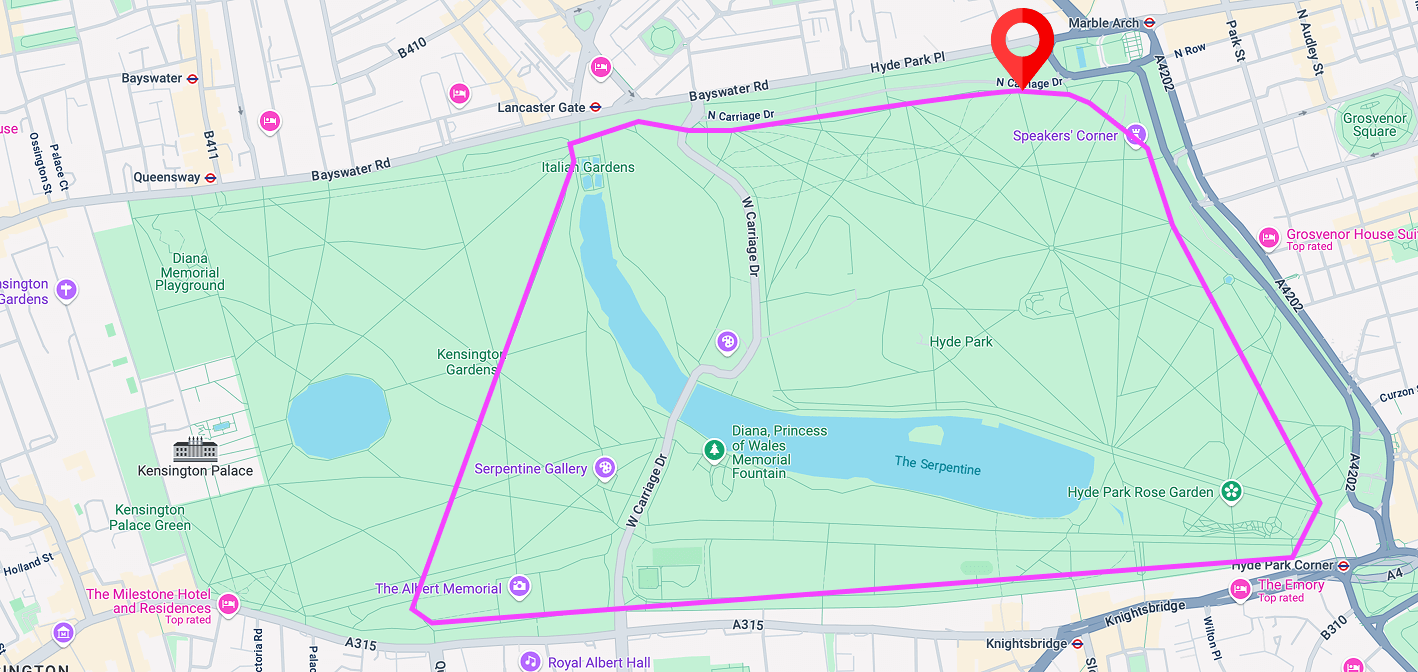 Marble Arch
B410
Hyde Park Pl
N Row
Park St
N Audley St
Bayswater
Bayswater Rd
A4202
N Carriage Dr
Lancaster Gate
N Carriage Dr
Grosvenor
Square
use
Ossington St
Palace Ct
B411
Speakers' Corner
Queensway
Bayswater Rd
Italian Gardens
W Carriage Dr
Grosvenor House Sui
Top rated
Diana
Memorial
Playground
nsington
Gardens
A4202
Hyde Park
Kensington
Gardens
Curzon S
Diana, Princess
of Wales
Memorial
Fountain
Kensington Palace
Serpentine Gallery
The Serpentine
A4202
Hyde Park Rose Garden
W Carriage Dr
Kensington
Palace Green
Holland St
Hyde Park Corner
A4
The Albert Memorial
The Emory
Top rated
The Milestone Hotel
and Residences
Top rated
Knightsbridge
A315
A315
B310
Wilton Pl
Knightsbridge
Royal Albert Hall